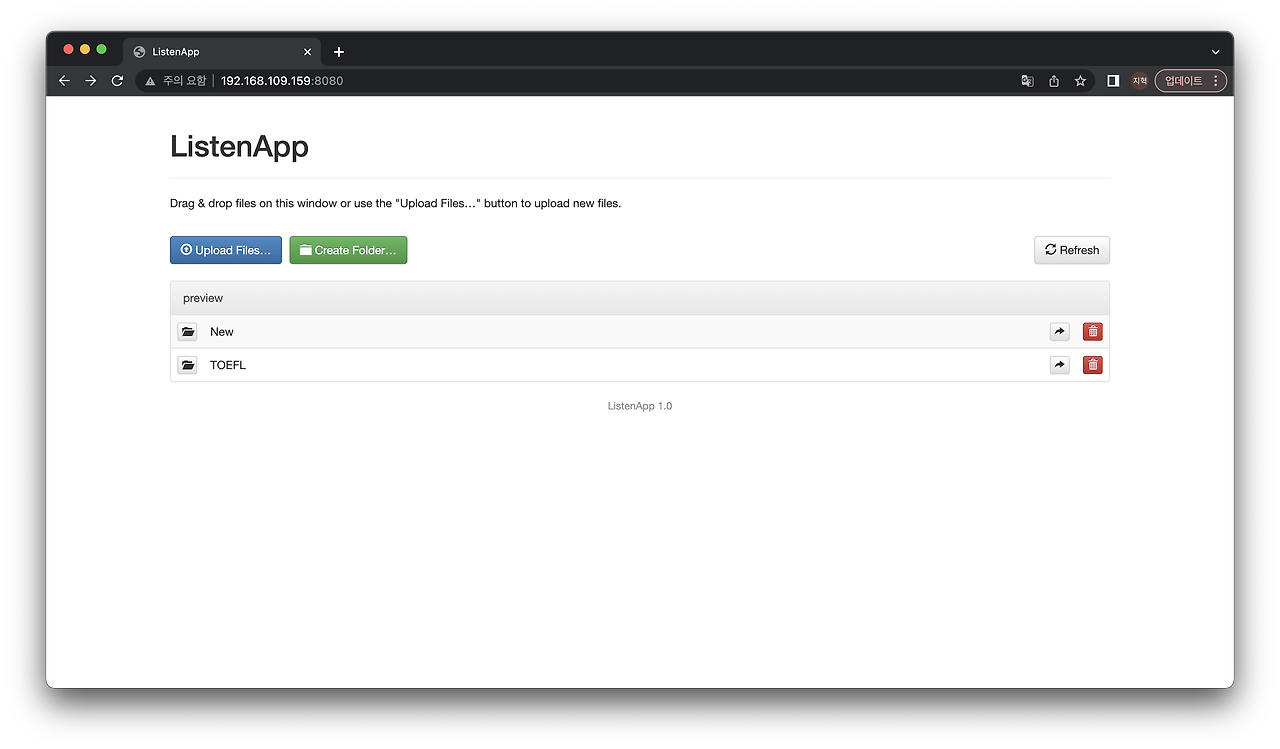 ListenApp
주의 요함 192.168.109.159:8080 지혁 업데이트
ListenApp
Drag & drop files on this window or use the "Upload Files…" button to upload new files.
Upload Files… Create Folder… Refresh
preview
New
TOEFL
ListenApp 1.0